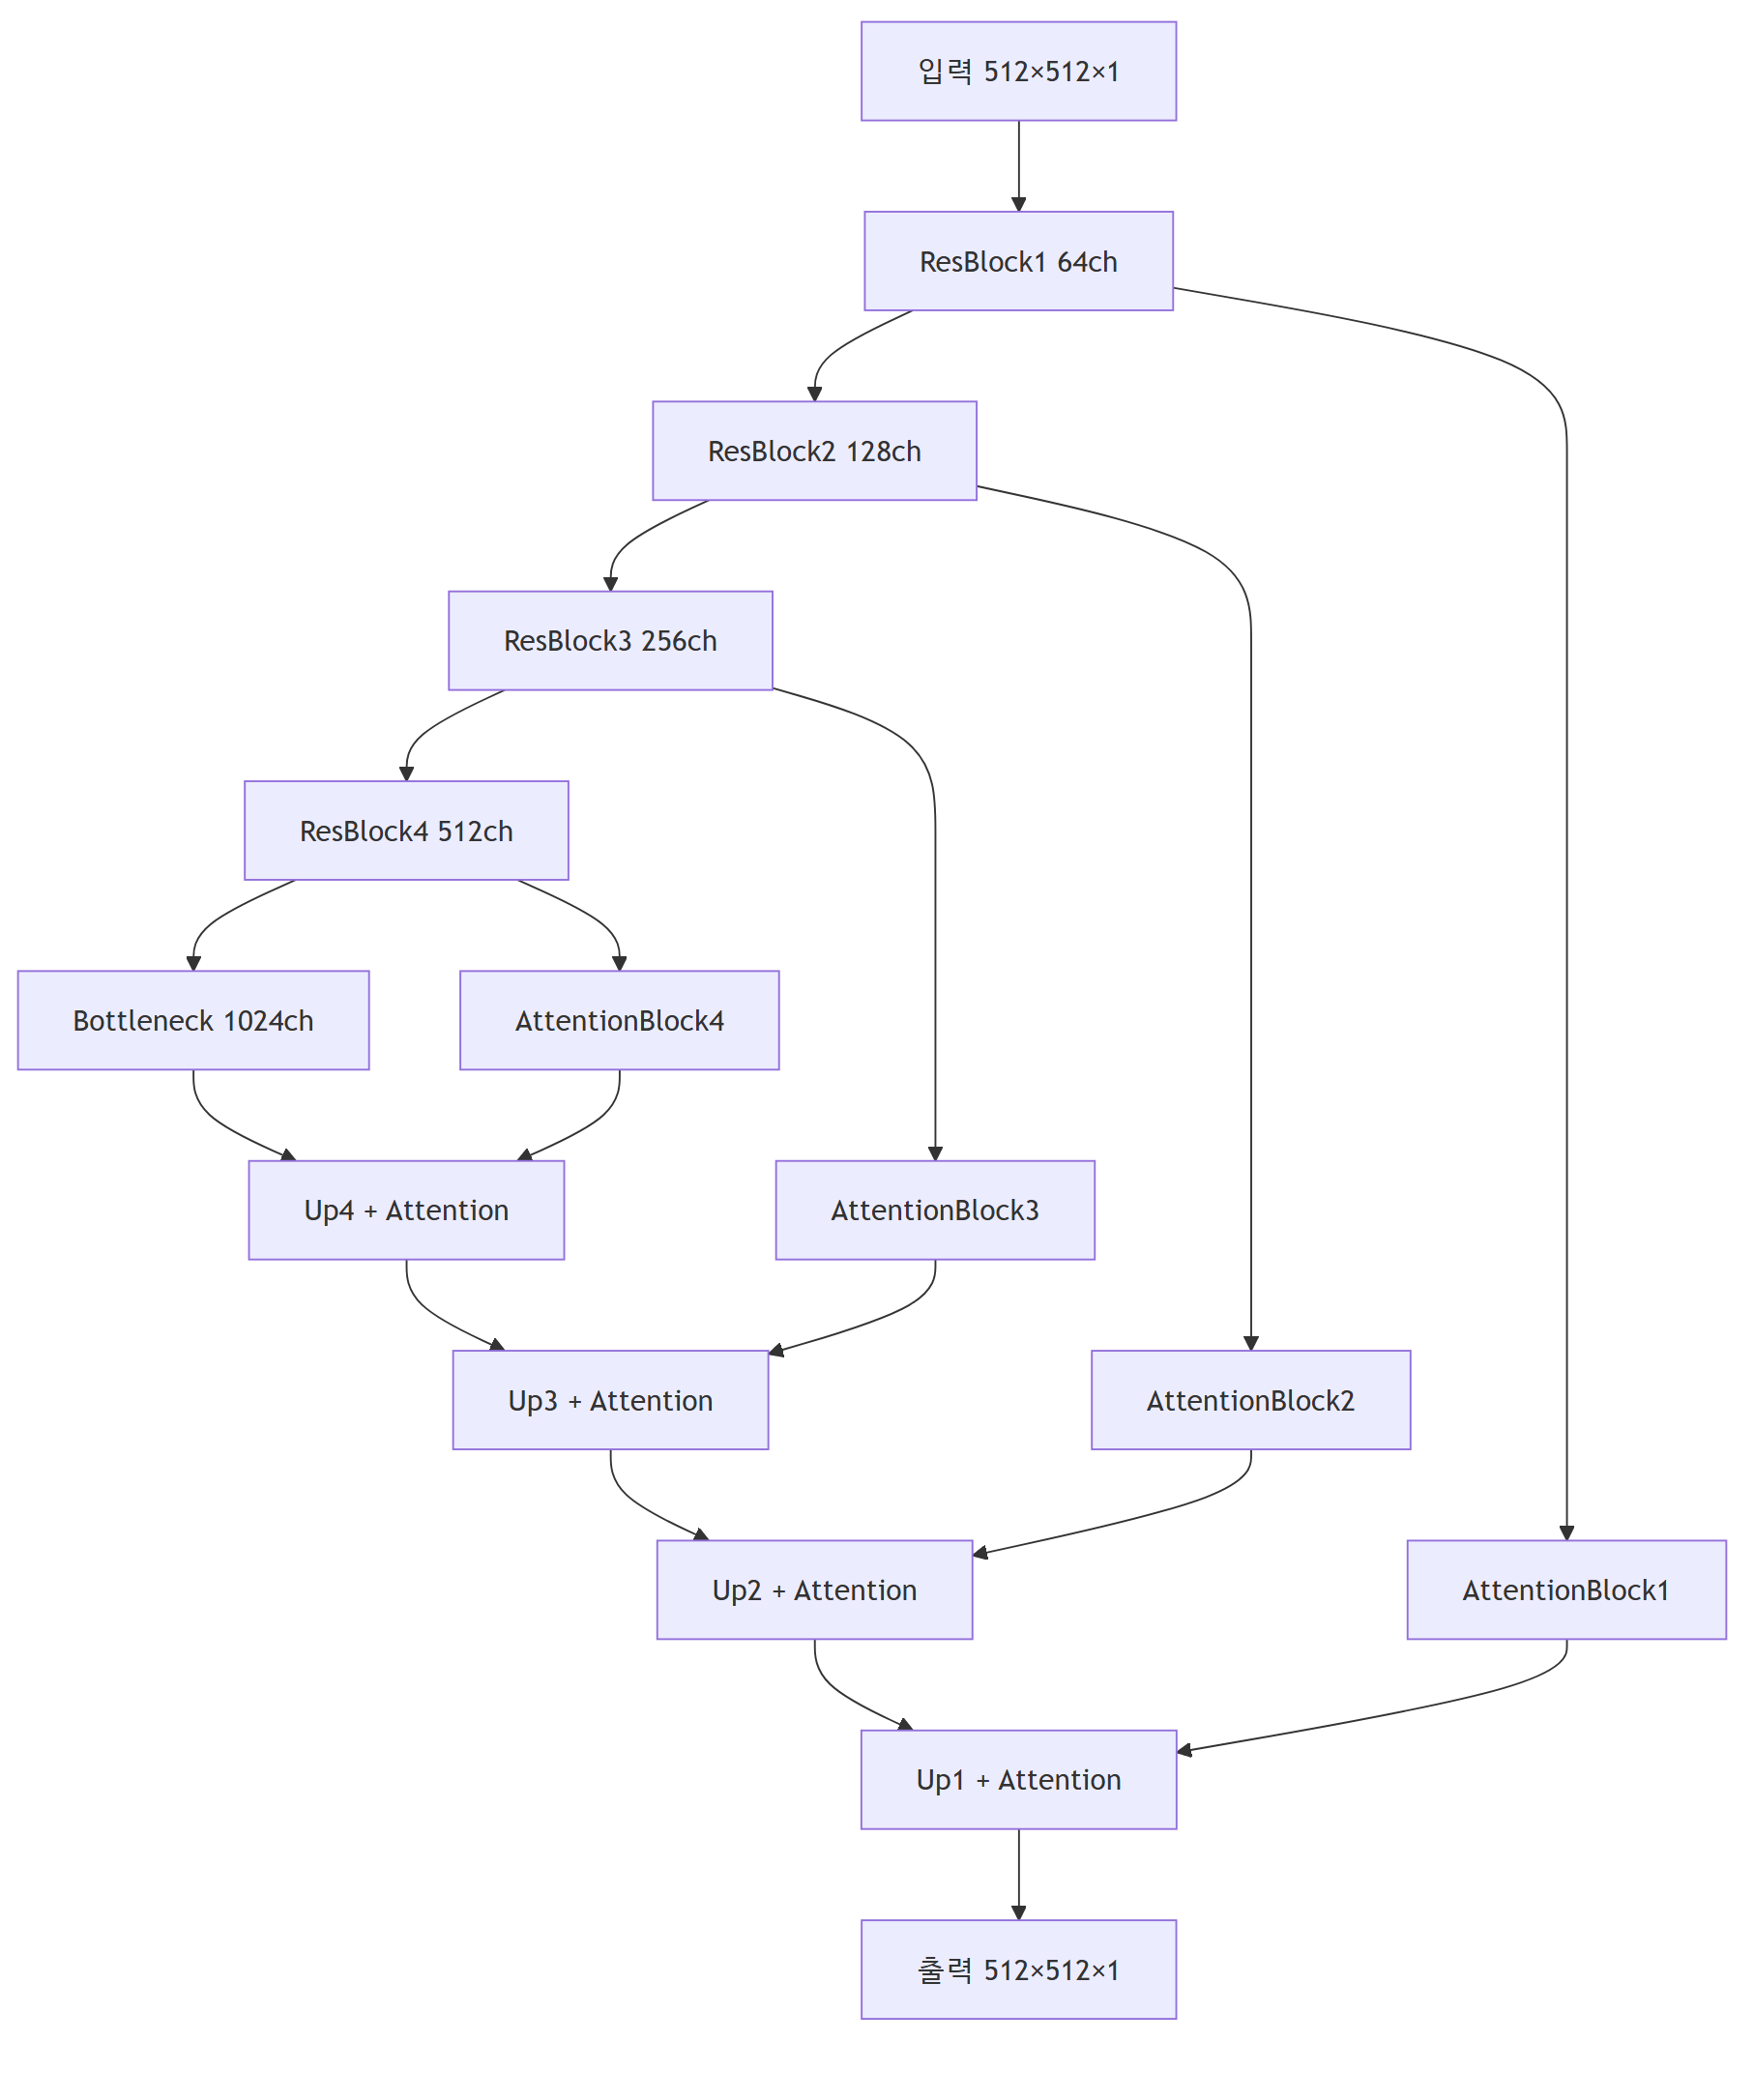 입력 512×512×1
ResBlock1 64ch
ResBlock2 128ch
ResBlock3 256ch
ResBlock4 512ch
Bottleneck 1024ch
AttentionBlock4
Up4 + Attention
AttentionBlock3
Up3 + Attention
AttentionBlock2
Up2 + Attention
AttentionBlock1
Up1 + Attention
출력 512×512×1